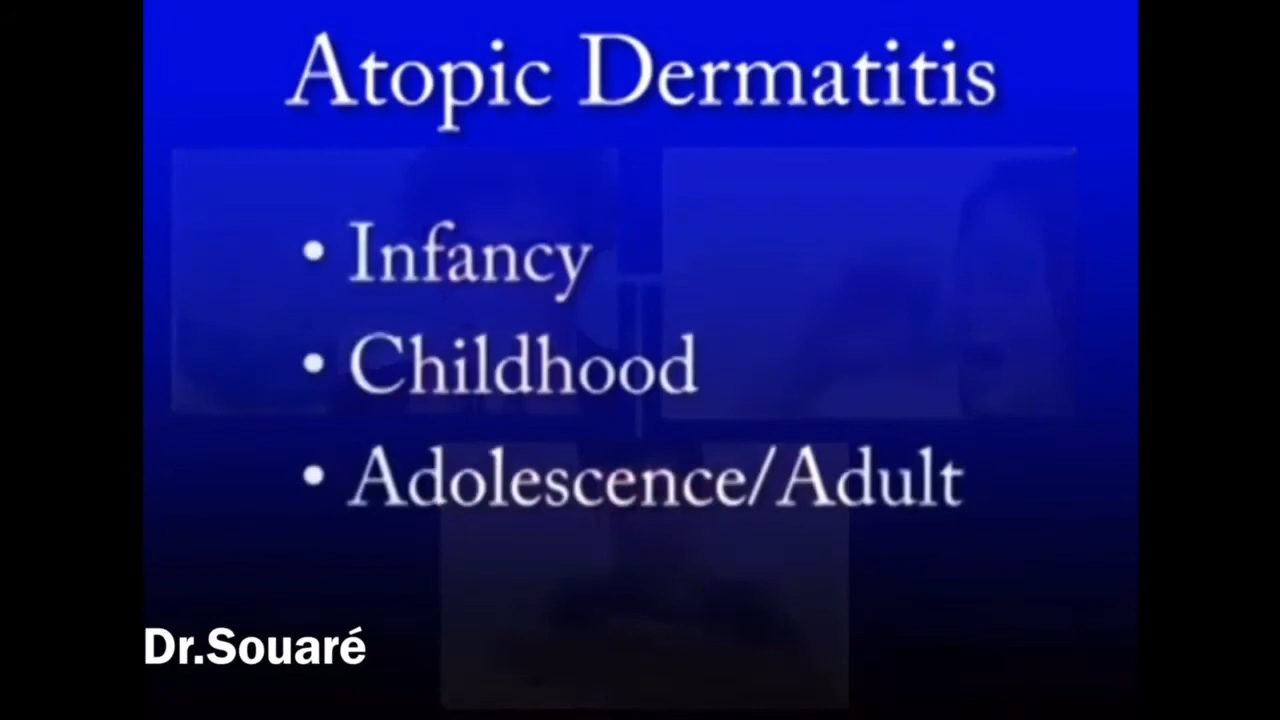 Atopic Dermatitis
• Infancy
• Childhood
• Adolescence/Adult
Dr.Souaré